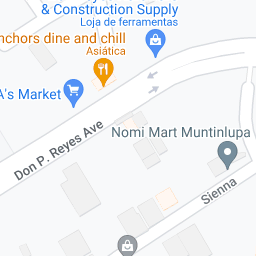 & Construction Supply
Loja de ferramentas
nchors dine and chill
Asiática
A's Market
Don P. Reyes Ave
Nomi Mart Muntinlupa
Sienna